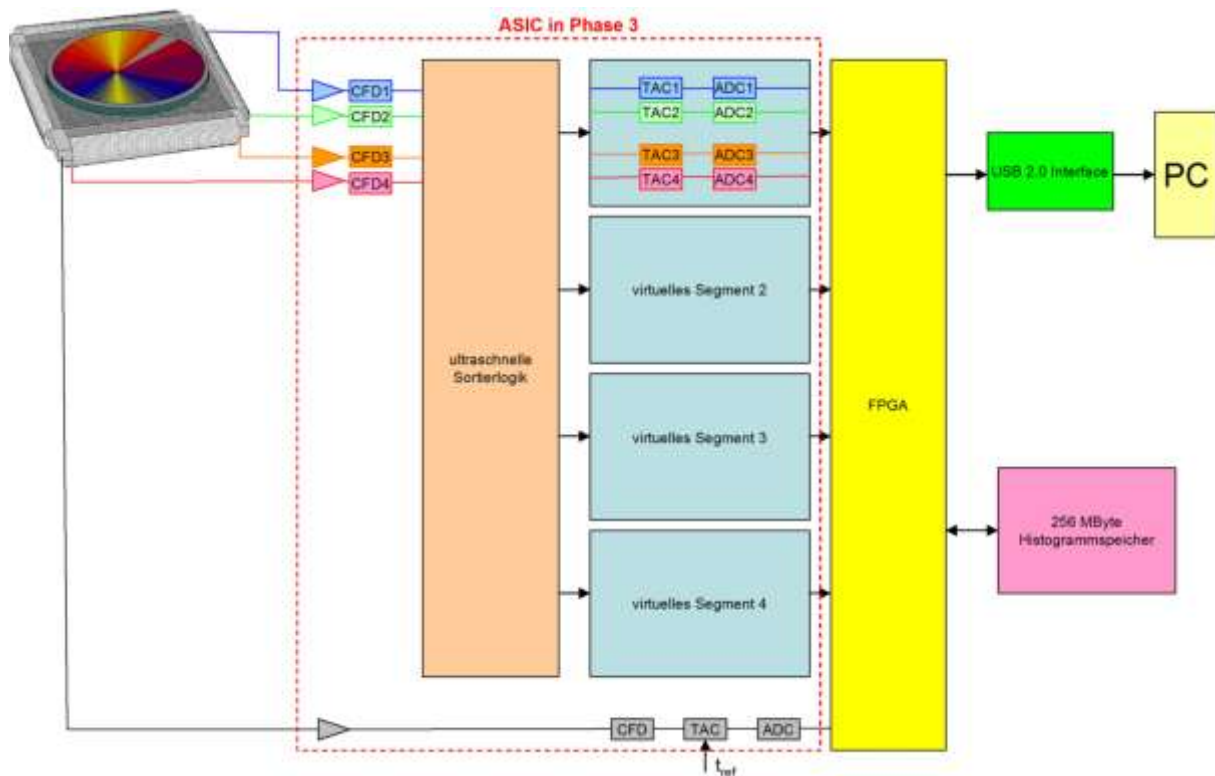 ASIC in Phase 3
CFD1
TAC1
ADC1
CFD2
TAC2
ADC2
CFD3
TAC3
ADC3
CFD4
TAC4
ADC4
USB 2.0 Interface
PC
virtuelles Segment 2
ultraschnelle
Sortierlogik
FPGA
virtuelles Segment 3
256 MByte
Histogrammspeicher
virtuelles Segment 4
CFD
TAC
ADC
tref